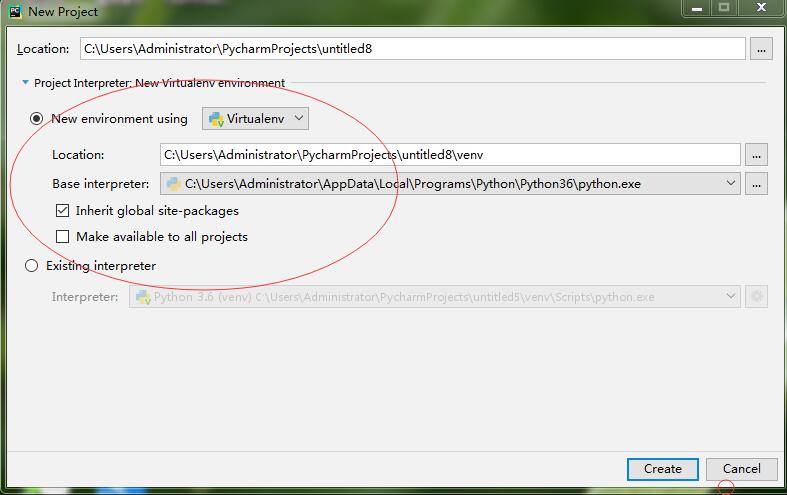 New Project
Location: C:\Users\Administrator\PycharmProjects\untitled8 ...
Project Interpreter: New Virtualenv environment
New environment using Virtualenv
Location: C:\Users\Administrator\PycharmProjects\untitled8\venv ...
Base interpreter: C:\Users\Administrator\AppData\Local\Programs\Python\Python36\python.exe ...
Inherit global site-packages
Make available to all projects
Existing interpreter
Interpreter: Python 3.6 (venv) C:\Users\Administrator\PycharmProjects\untitled5\venv\Scripts\python.exe
Create Cancel